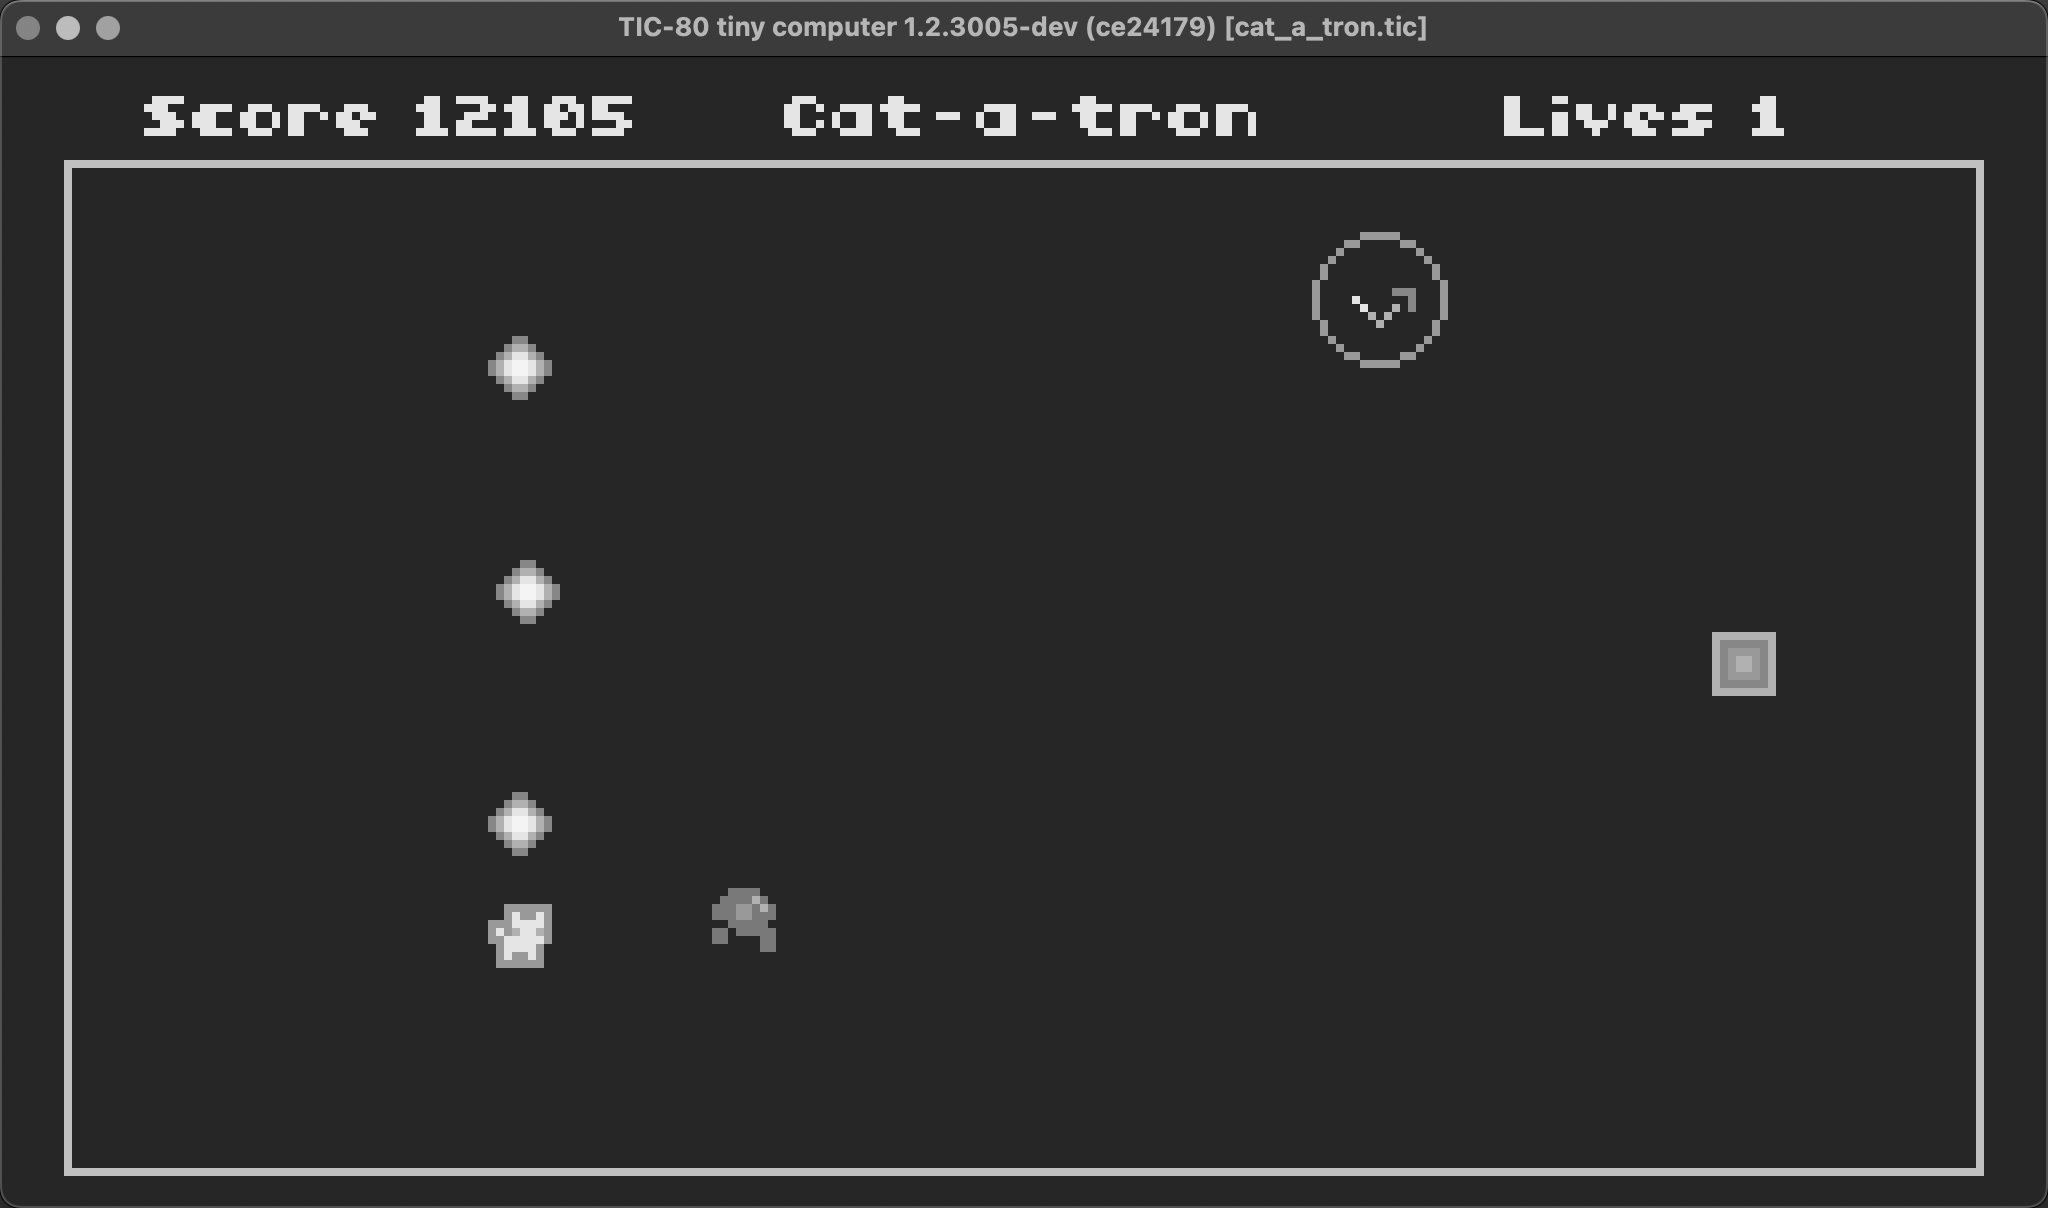 TIC-80 tiny computer 1.2.3005-dev (ce24179) [cat_a_tron.tic]
Score 12105 Cat-a-tron Lives 1